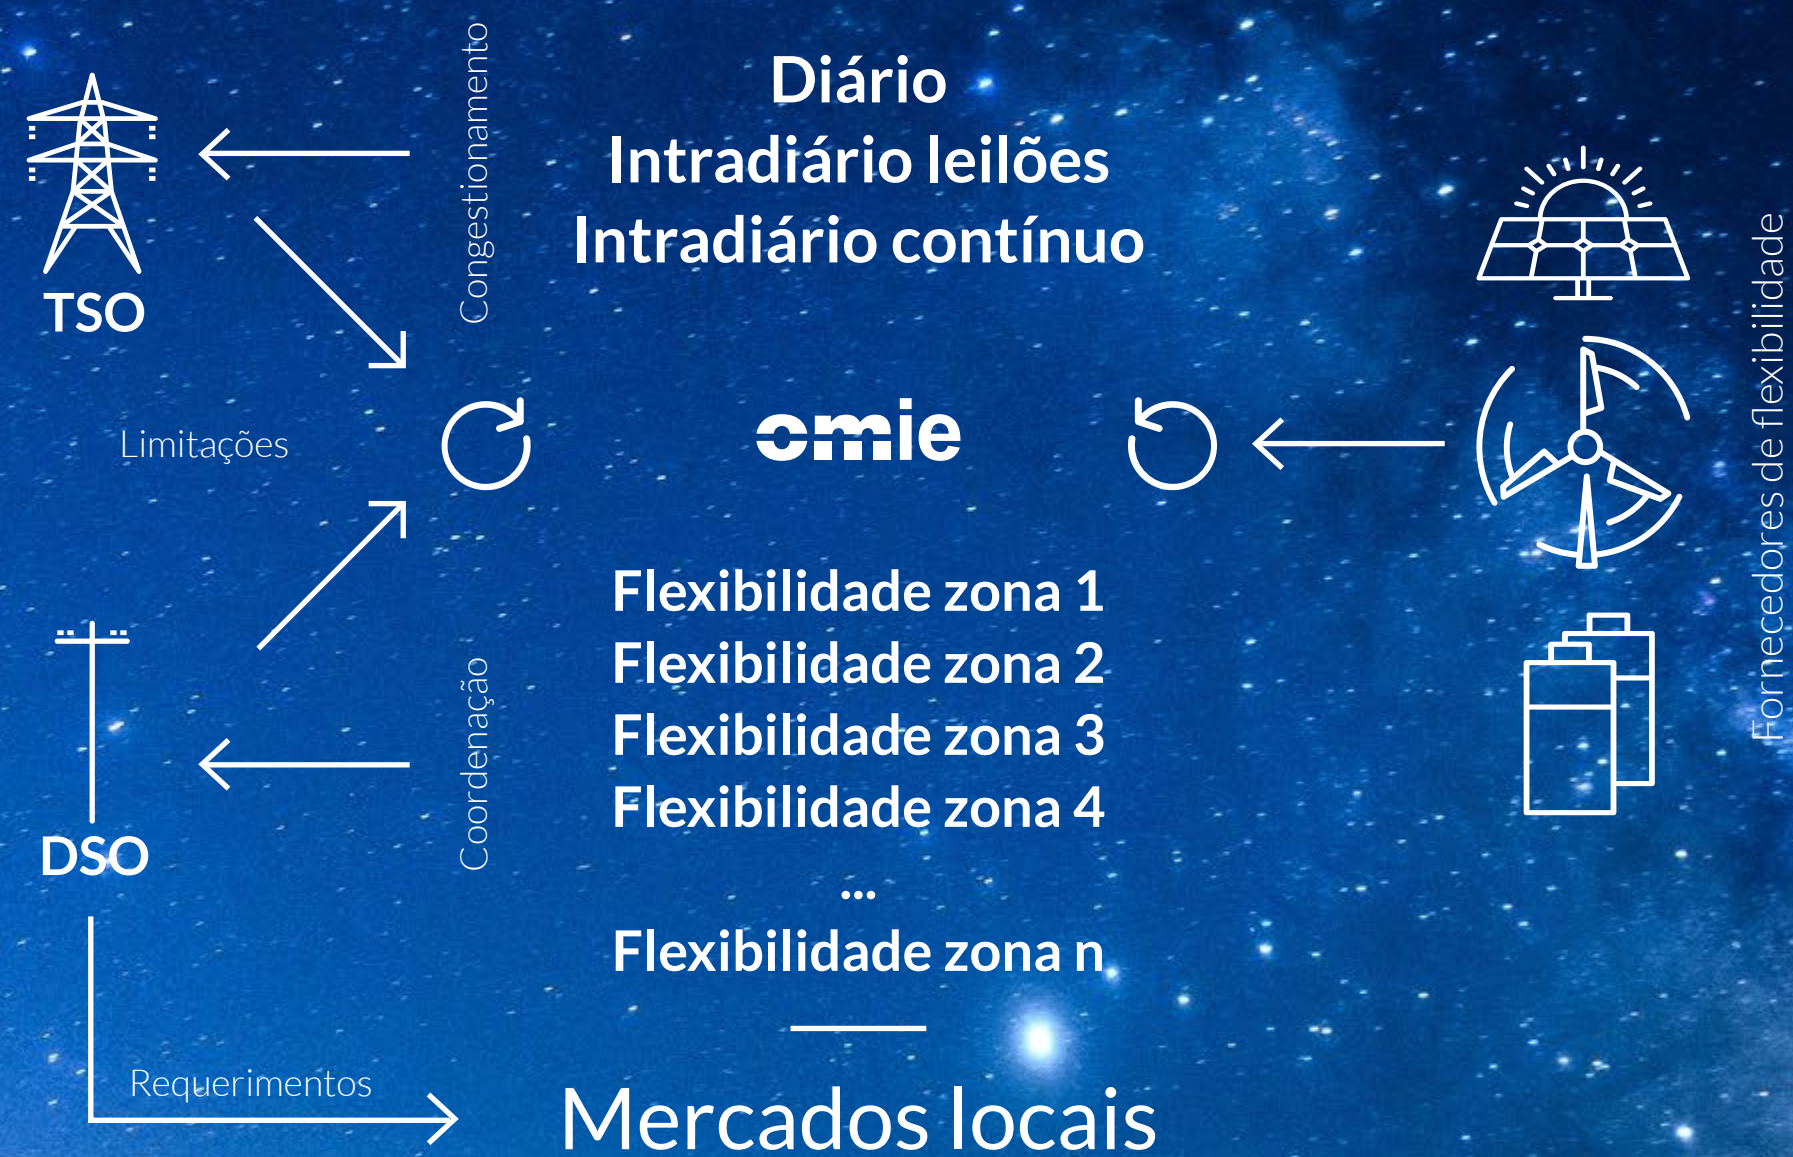 Congestionamento
Diário
Intradiário leilões
Intradiário contínuo
TSO
Limitações
omie
Fornecedores de flexibilidade
Flexibilidade zona 1
Flexibilidade zona 2
Flexibilidade zona 3
Flexibilidade zona 4
...
Flexibilidade zona n
Coordenação
DSO
Requerimentos
Mercados locais